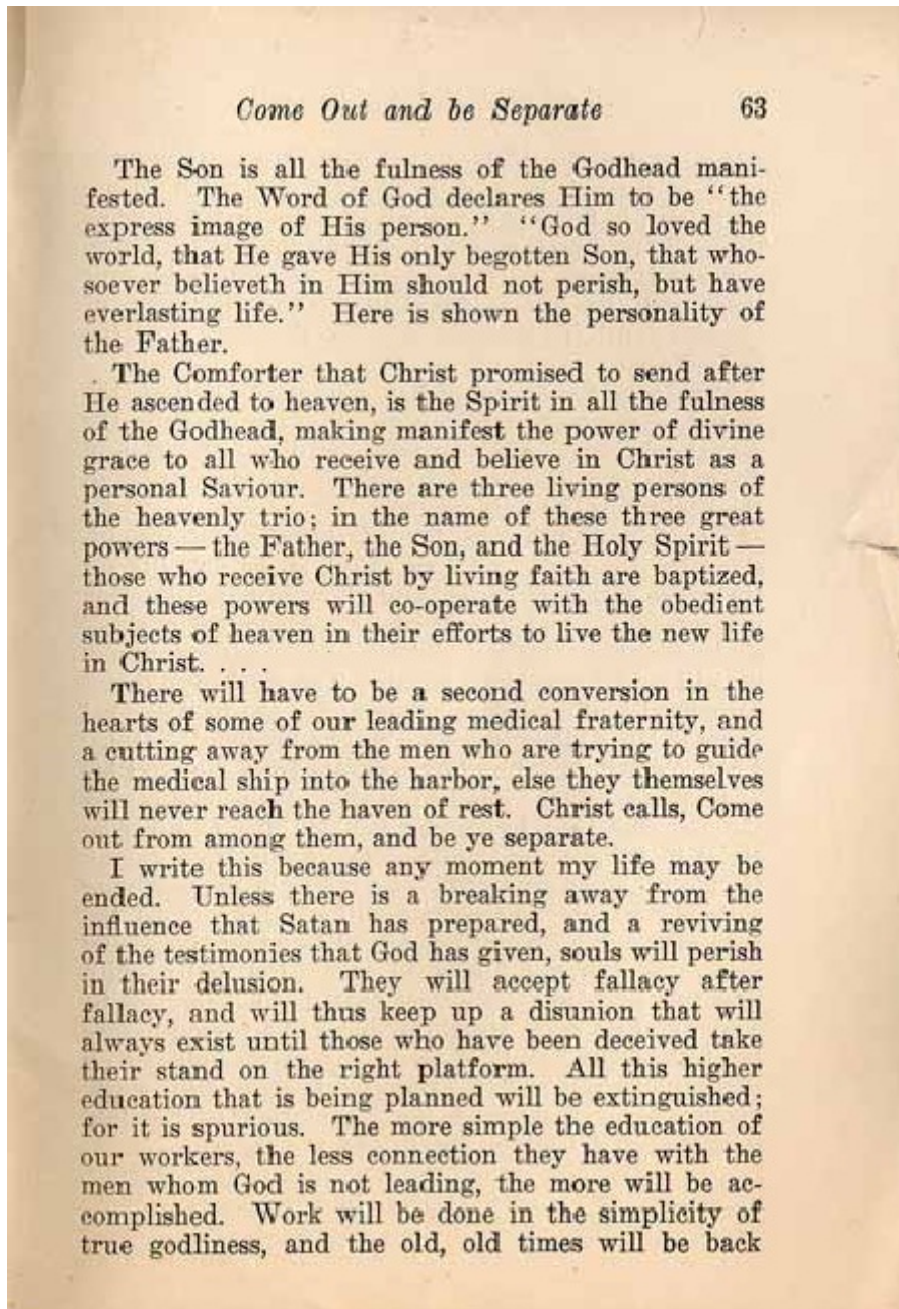 Come Out and be Separate 63
The Son is all the fulness of the Godhead mani-
fested. The Word of God declares Him to be "the
express image of His person." "God so loved the
world, that He gave His only begotten Son, that who-
soever believeth in Him should not perish, but have
everlasting life." Here is shown the personality of
the Father.
The Comforter that Christ promised to send after
He ascended to heaven, is the Spirit in all the fulness
of the Godhead, making manifest the power of divine
grace to all who receive and believe in Christ as a
personal Saviour. There are three living persons of
the heavenly trio; in the name of these three great
powers — the Father, the Son, and the Holy Spirit —
those who receive Christ by living faith are baptized,
and these powers will co-operate with the obedient
subjects of heaven in their efforts to live the new life
in Christ. . . .
There will have to be a second conversion in the
hearts of some of our leading medical fraternity, and
a cutting away from the men who are trying to guide
the medical ship into the harbor, else they themselves
will never reach the haven of rest. Christ calls, Come
out from among them, and be ye separate.
I write this because any moment my life may be
ended. Unless there is a breaking away from the
influence that Satan has prepared, and a reviving
of the testimonies that God has given, souls will perish
in their delusion. They will accept fallacy after
fallacy, and will thus keep up a disunion that will
always exist until those who have been deceived take
their stand on the right platform. All this higher
education that is being planned will be extinguished;
for it is spurious. The more simple the education of
our workers, the less connection they have with the
men whom God is not leading, the more will be ac-
complished. Work will be done in the simplicity of
true godliness, and the old, old times will be back